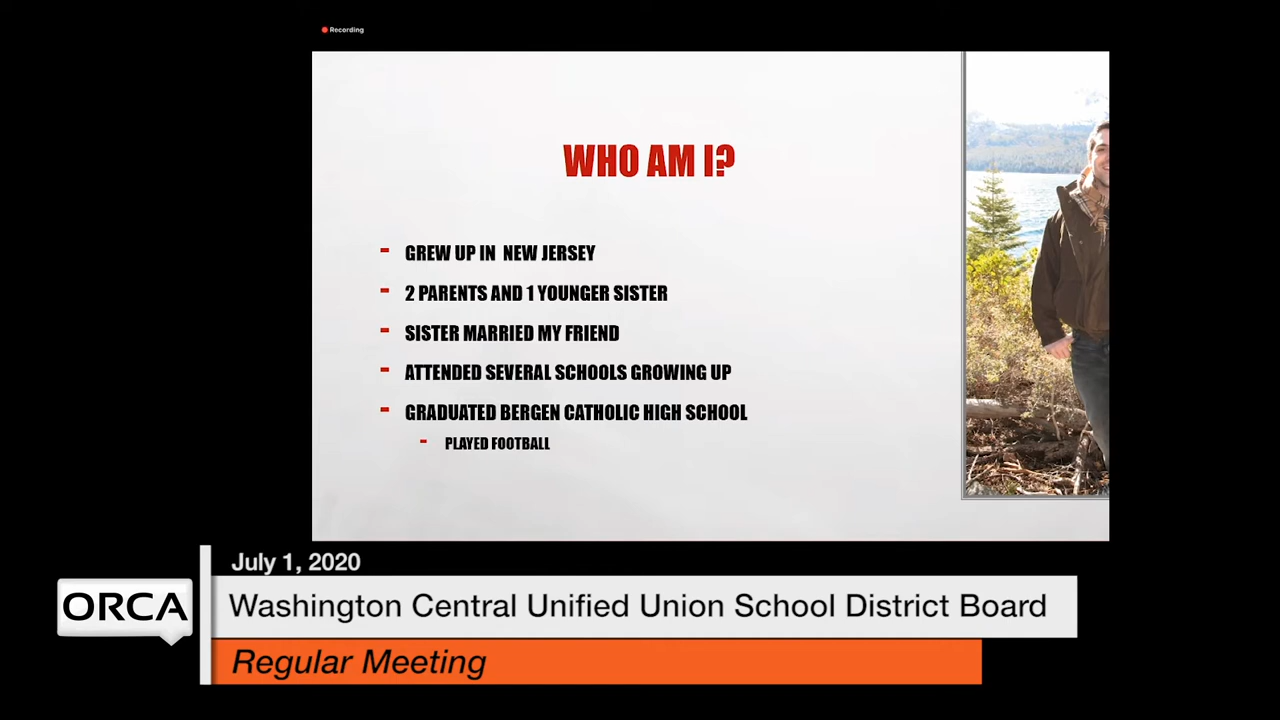 Recording
WHO AM I?
- GREW UP IN NEW JERSEY
- 2 PARENTS AND 1 YOUNGER SISTER
- SISTER MARRIED MY FRIEND
- ATTENDED SEVERAL SCHOOLS GROWING UP
- GRADUATED BERGEN CATHOLIC HIGH SCHOOL
- PLAYED FOOTBALL
July 1, 2020
ORCA
Washington Central Unified Union School District Board
Regular Meeting